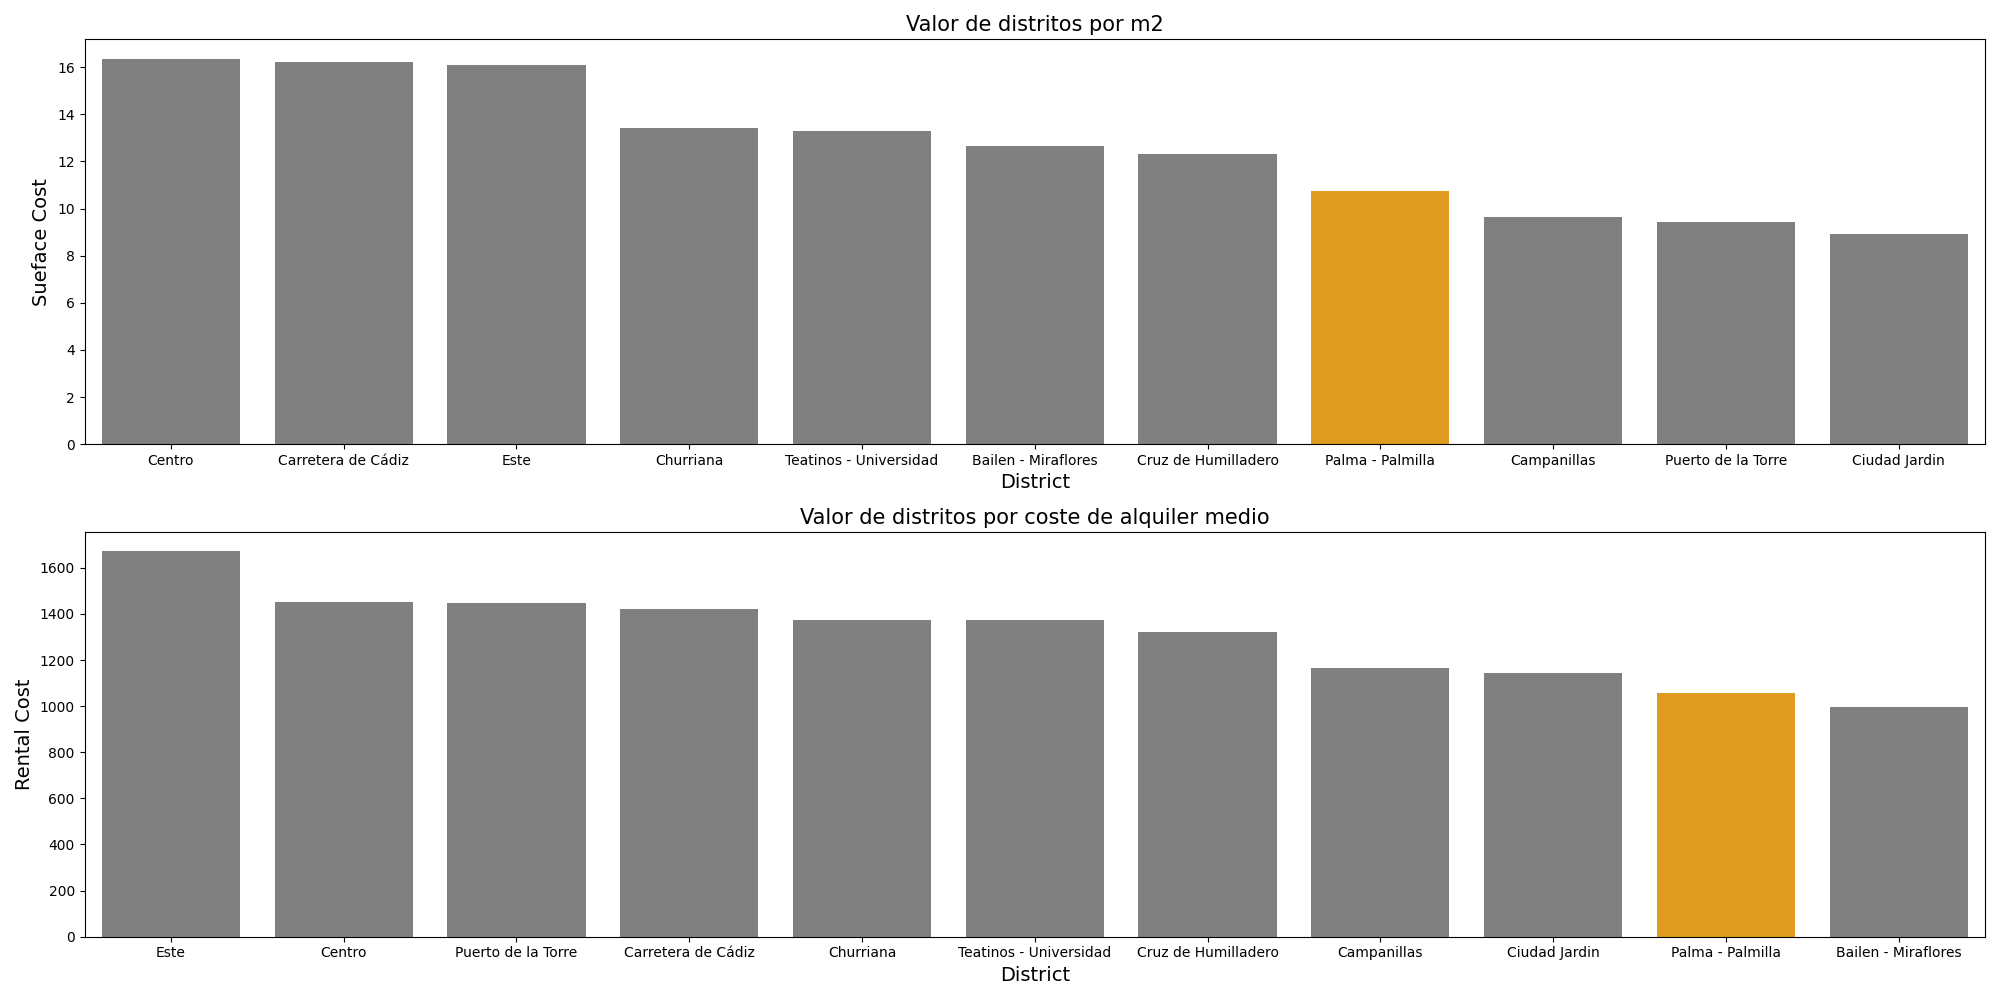 Valor de distritos por m2
Sueface Cost
16
14
12
10
8
6
4
2
0
Centro
Carretera de Cádiz
Este
Churriana
Teatinos - Universidad
Bailen - Miraflores
Cruz de Humilladero
Palma - Palmilla
Campanillas
Puerto de la Torre
Ciudad Jardin
District
Valor de distritos por coste de alquiler medio
Rental Cost
1600
1400
1200
1000
800
600
400
200
0
Este
Centro
Puerto de la Torre
Carretera de Cádiz
Churriana
Teatinos - Universidad
Cruz de Humilladero
Campanillas
Ciudad Jardin
Palma - Palmilla
Bailen - Miraflores
District